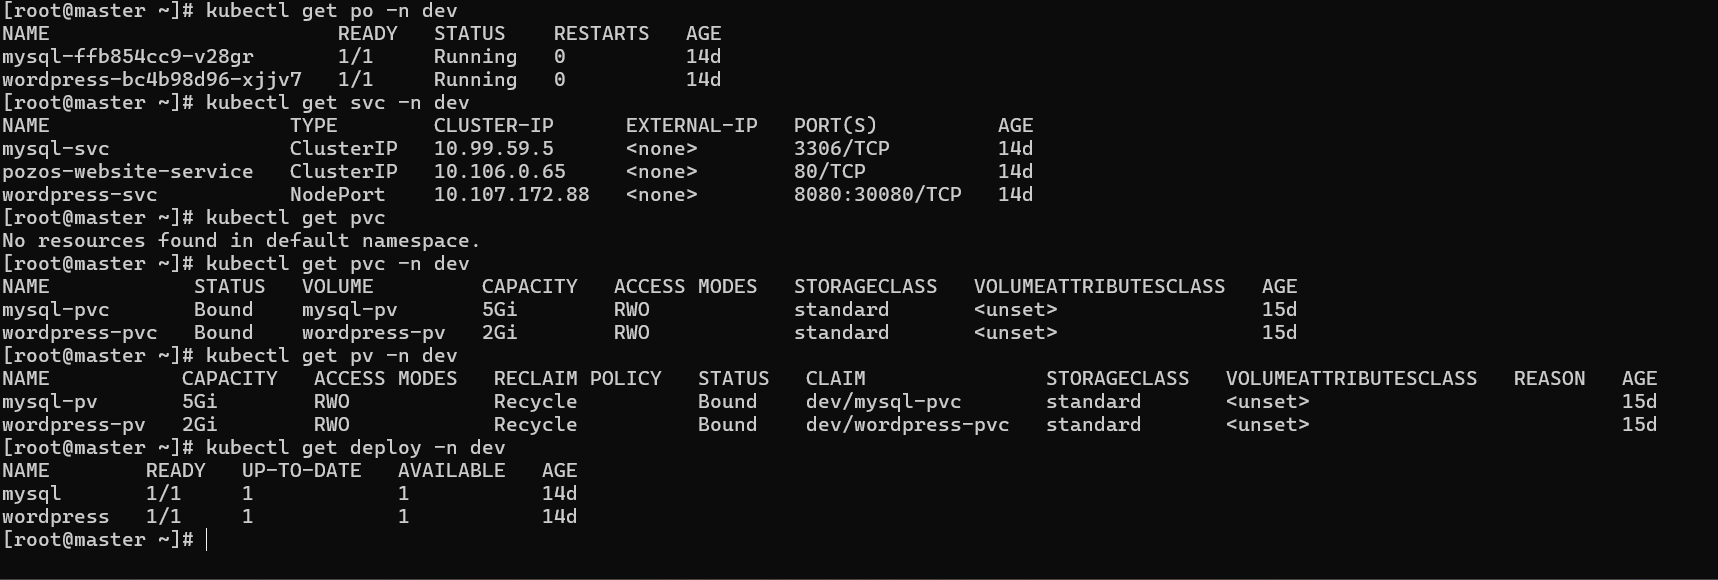 [root@master ~]# kubectl get po -n dev
NAME                        READY   STATUS    RESTARTS   AGE
mysql-ffb854cc9-v28gr       1/1     Running   0          14d
wordpress-bc4b98d96-xjjv7   1/1     Running   0          14d
[root@master ~]# kubectl get svc -n dev
NAME                    TYPE        CLUSTER-IP      EXTERNAL-IP   PORT(S)          AGE
mysql-svc               ClusterIP   10.99.59.5      <none>        3306/TCP         14d
pozos-website-service   ClusterIP   10.106.0.65     <none>        80/TCP           14d
wordpress-svc           NodePort    10.107.172.88   <none>        8080:30080/TCP   14d
[root@master ~]# kubectl get pvc
No resources found in default namespace.
[root@master ~]# kubectl get pvc -n dev
NAME            STATUS   VOLUME         CAPACITY   ACCESS MODES   STORAGECLASS   VOLUMEATTRIBUTESCLASS   AGE
mysql-pvc       Bound    mysql-pv       5Gi        RWO            standard       <unset>                 15d
wordpress-pvc   Bound    wordpress-pv   2Gi        RWO            standard       <unset>                 15d
[root@master ~]# kubectl get pv -n dev
NAME           CAPACITY   ACCESS MODES   RECLAIM POLICY   STATUS   CLAIM               STORAGECLASS   VOLUMEATTRIBUTESCLASS   REASON   AGE
mysql-pv       5Gi        RWO            Recycle          Bound    dev/mysql-pvc       standard       <unset>                          15d
wordpress-pv   2Gi        RWO            Recycle          Bound    dev/wordpress-pvc   standard       <unset>                          15d
[root@master ~]# kubectl get deploy -n dev
NAME        READY   UP-TO-DATE   AVAILABLE   AGE
mysql       1/1     1            1           14d
wordpress   1/1     1            1           14d
[root@master ~]#